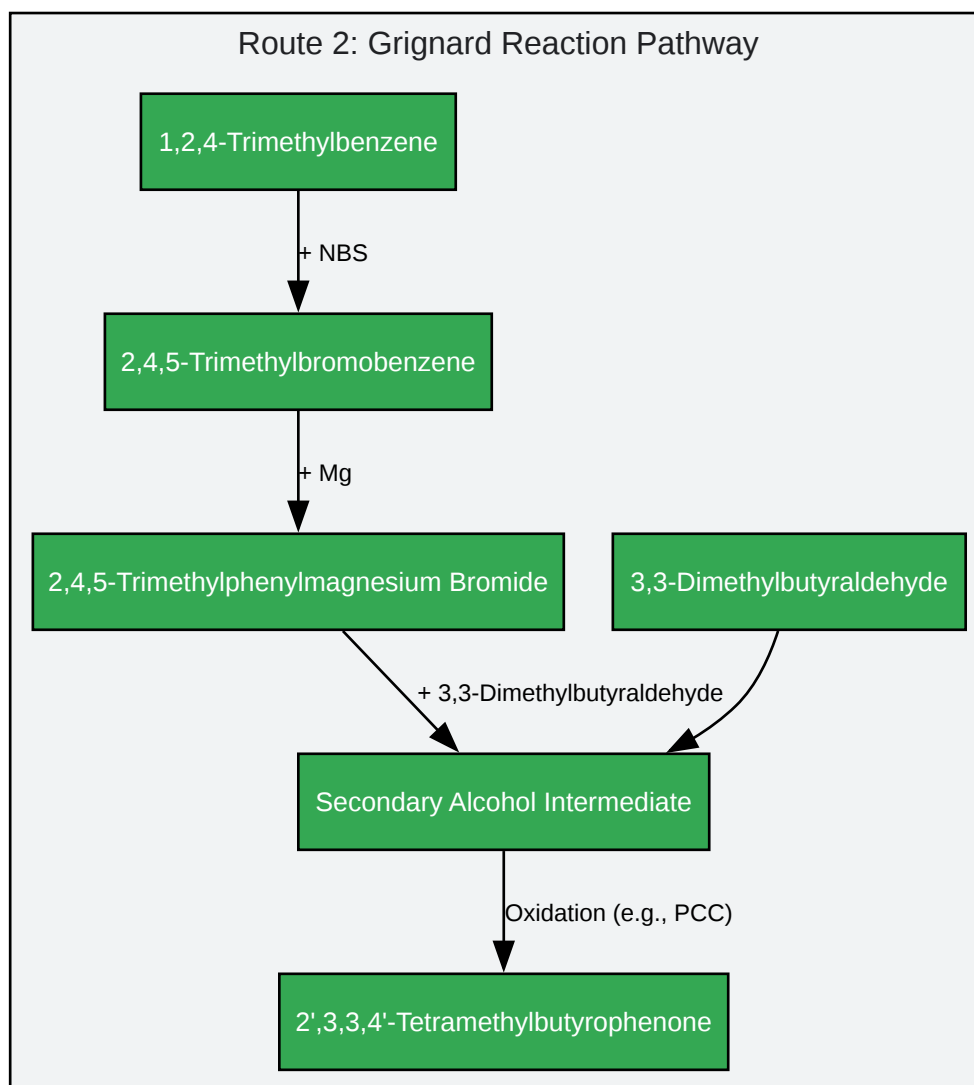 Route 2: Grignard Reaction Pathway
1,2,4-Trimethylbenzene
+ NBS
2,4,5-Trimethylbromobenzene
+ Mg
2,4,5-Trimethylphenylmagnesium Bromide
3,3-Dimethylbutyraldehyde
+ 3,3-Dimethylbutyraldehyde
Secondary Alcohol Intermediate
Oxidation (e.g., PCC)
2',3,3,4'-Tetramethylbutyrophenone